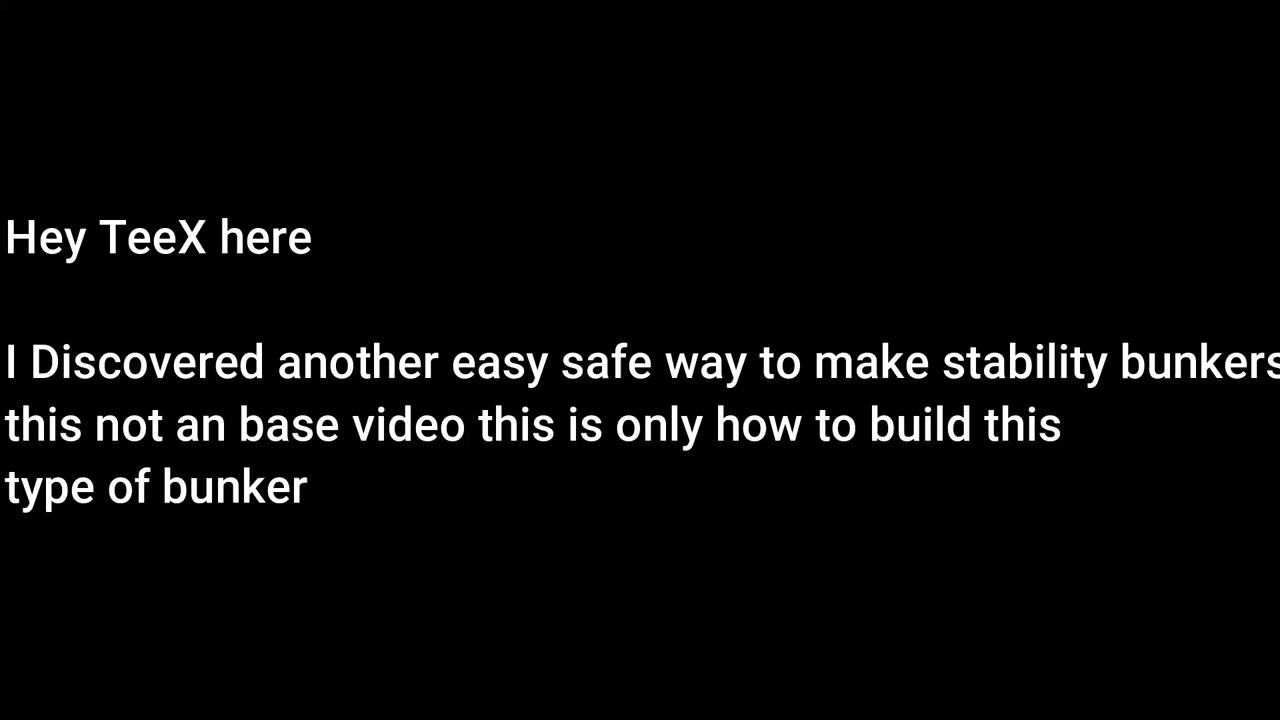 Hey TeeX here
I Discovered another easy safe way to make stability bunkers
this not an base video this is only how to build this
type of bunker